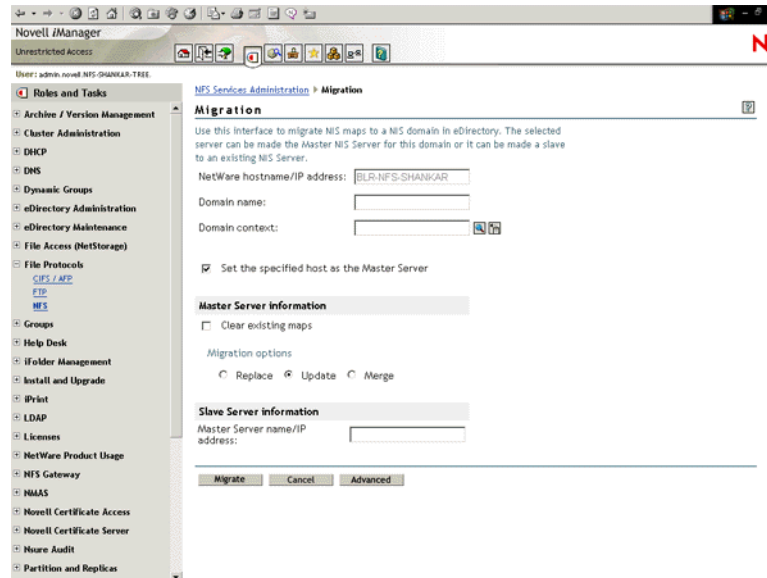 Novell iManager
Unrestricted Access
N
User: admin.novell.NFS-SHANKAR-TREE.
Roles and Tasks
Archive / Version Management
Cluster Administration
DHCP
DNS
Dynamic Groups
eDirectory Administration
eDirectory Maintenance
File Access (NetStorage)
File Protocols
CIFS / AFP
FTP
NFS
Groups
Help Desk
iFolder Management
Install and Upgrade
iPrint
LDAP
Licenses
NetWare Product Usage
NFS Gateway
NMAS
Novell Certificate Access
Novell Certificate Server
Nsure Audit
Partition and Replicas
NFS Services Administration Migration
Migration
Use this interface to migrate NIS maps to a NIS domain in eDirectory. The selected
server can be made the Master NIS Server for this domain or it can be made a slave
to an existing NIS Server.
NetWare hostname/IP address: BLR-NFS-SHANKAR
Domain name:
Domain context:
Set the specified host as the Master Server
Master Server information
Clear existing maps
Migration options
Replace Update Merge
Slave Server information
Master Server name/IP
address:
Migrate Cancel Advanced